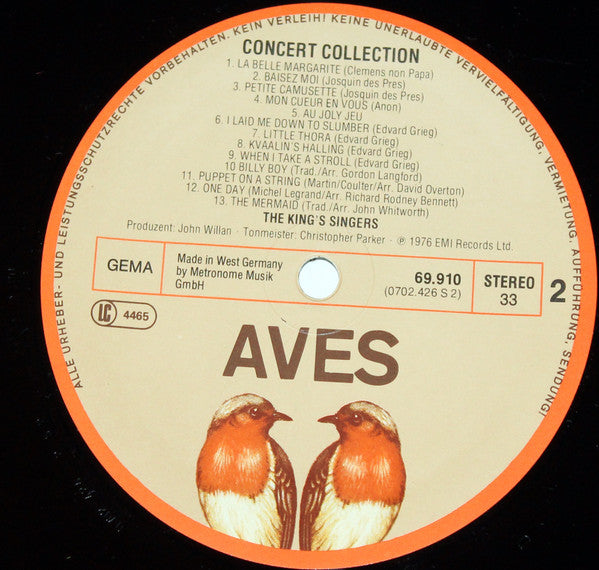 ALLE URHEBER- UND LEISTUNGSSCHUTZRECHTE VORBEHALTEN. KEIN VERLEIH! KEINE UNERLAUBTE VERVIELFÄLTIGUNG, VERMIETUNG, AUFFÜHRUNG, SENDUNG!
CONCERT COLLECTION
1. LA BELLE MARGARITE (Clemens non Papa)
2. BAISEZ MOI (Josquin des Pres)
3. PETITE CAMUSETTE (Josquin des Pres)
4. MON CUEUR EN VOUS (Anon)
5. AU JOLY JEU
6. I LAID ME DOWN TO SLUMBER (Edvard Grieg)
7. LITTLE THORA (Edvard Grieg)
8. KVAALIN'S HALLING (Edvard Grieg)
9. WHEN I TAKE A STROLL (Edvard Grieg)
10 BILLY BOY (Trad./Arr. Gordon Langford)
11. PUPPET ON A STRING (Martin/Coulter/Arr. David Overton)
12. ONE DAY (Michel Legrand/Arr. Richard Rodney Bennett)
13. THE MERMAID (Trad./Arr. John Whitworth)
THE KING'S SINGERS
Produzent: John Willan · Tonmeister: Christopher Parker · ℗ 1976 EMI Records Ltd.
GEMA
Made in West Germany
by Metronome Musik
GmbH
69.910
(0702.426 S 2)
STEREO
33
2
LC 4465
AVES